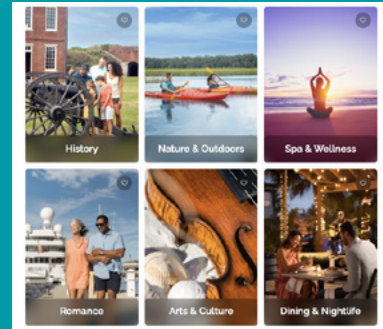 History
Nature & Outdoors
Spa & Wellness
Romance
Arts & Culture
Dining & Nightlife